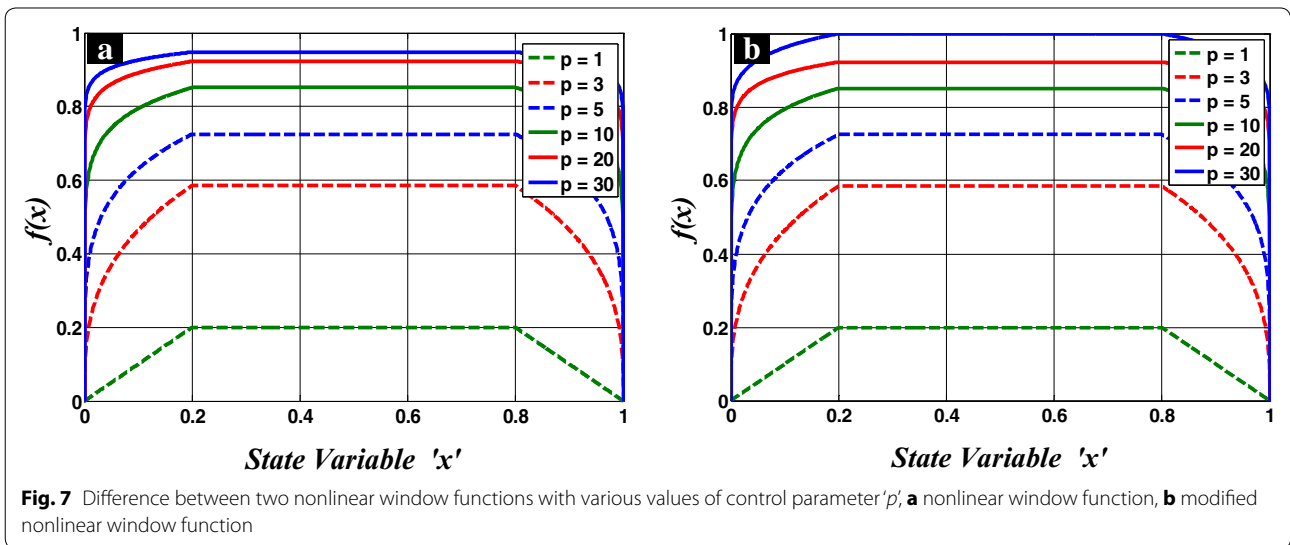 a
f(x)
1
0.8
0.6
0.4
0.2
0
0 0.2 0.4 0.6 0.8 1
State Variable 'x'
p = 1
p = 3
p = 5
p = 10
p = 20
p = 30
b
f(x)
1
0.8
0.6
0.4
0.2
0
0 0.2 0.4 0.6 0.8 1
State Variable 'x'
p = 1
p = 3
p = 5
p = 10
p = 20
p = 30
Fig. 7 Difference between two nonlinear window functions with various values of control parameter ‘p’, a nonlinear window function, b modified
nonlinear window function